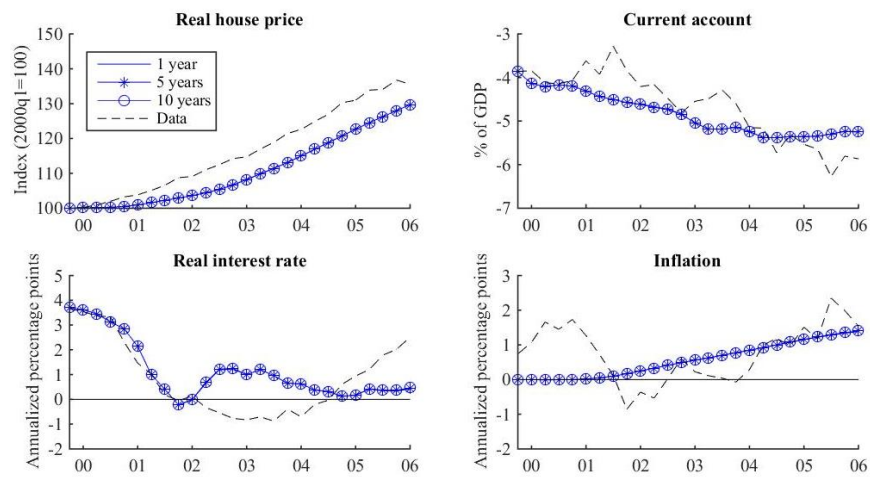 Real house price
Index (2000q1=100)
150
140
130
120
110
100
1 year
5 years
10 years
Data
00 01 02 03 04 05 06
Current account
% of GDP
-3
-4
-5
-6
-7
00 01 02 03 04 05 06
Real interest rate
Annualized percentage points
5
4
3
2
1
0
-1
-2
00 01 02 03 04 05 06
Inflation
Annualized percentage points
3
2
1
0
-1
-2
00 01 02 03 04 05 06